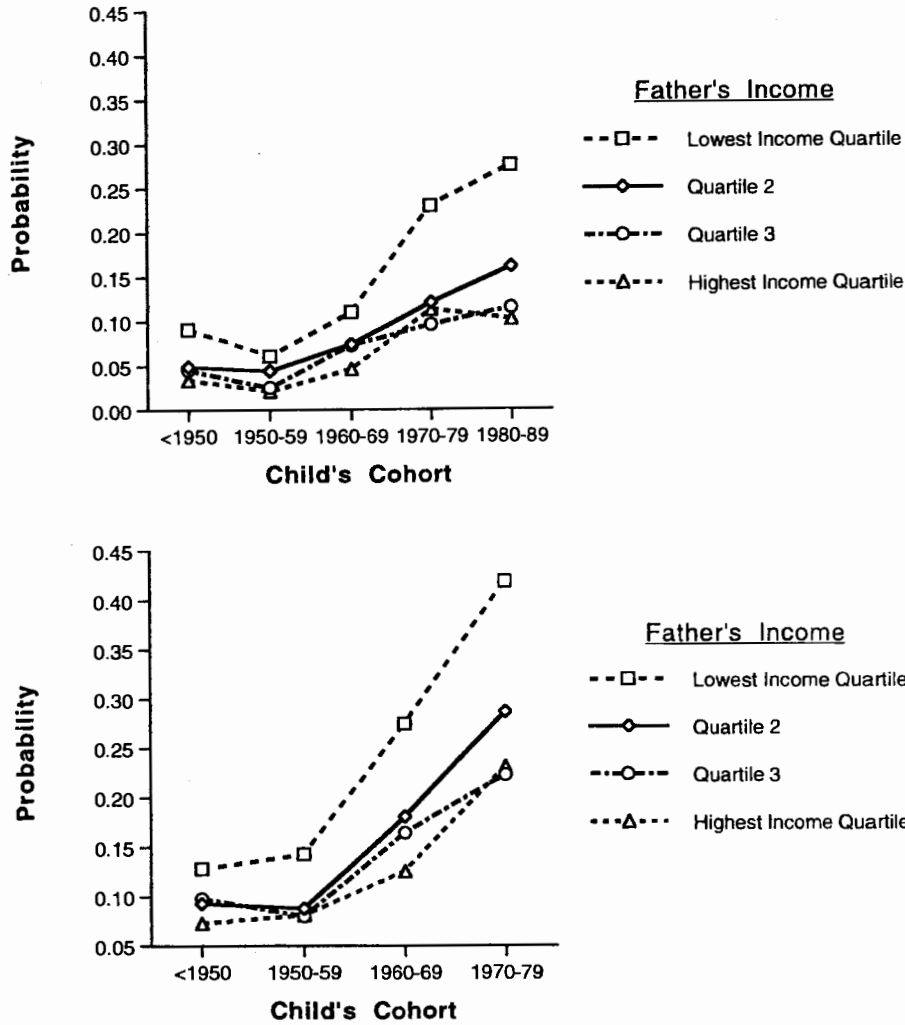 0.45
0.40
0.35
0.30
0.25
0.20
0.15
0.10
0.05
0.00
Probability
<1950 1950-59 1960-69 1970-79 1980-89
Child's Cohort
Father's Income
Lowest Income Quartile
Quartile 2
Quartile 3
Highest Income Quartile
0.45
0.40
0.35
0.30
0.25
0.20
0.15
0.10
0.05
Probability
<1950 1950-59 1960-69 1970-79
Child's Cohort
Father's Income
Lowest Income Quartile
Quartile 2
Quartile 3
Highest Income Quartile